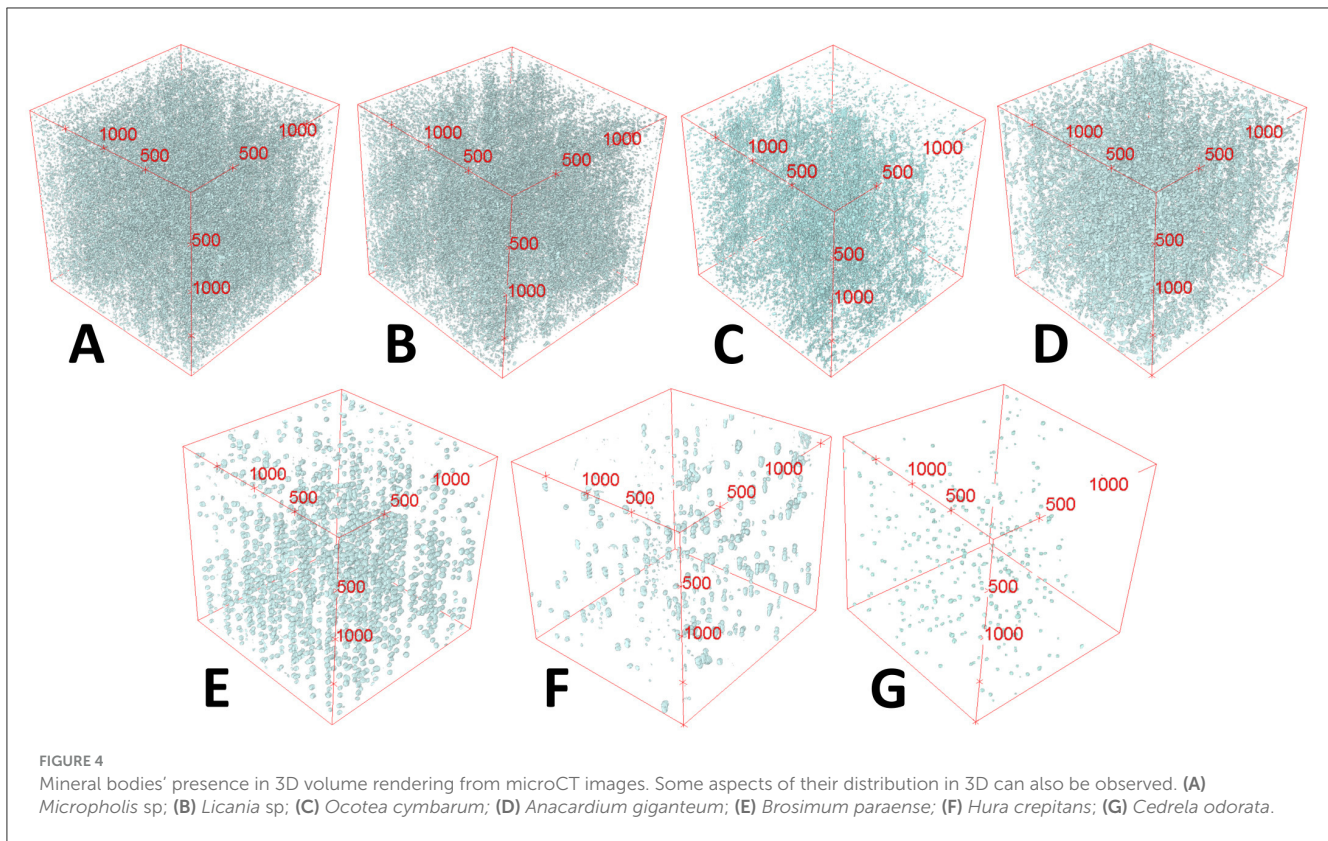 1000 1000
500 500
500
1000
A
1000 1000
500 500
500
1000
B
1000 1000
500 500
500
1000
C
1000 1000
500 500
500
1000
D
1000 1000
500 500
500
1000
E
1000 1000
500 500
500
1000
F
1000 1000
500 500
500
1000
G
FIGURE 4
Mineral bodies’ presence in 3D volume rendering from microCT images. Some aspects of their distribution in 3D can also be observed. (A)
Micropholis sp; (B) Licania sp; (C) Ocotea cymbarum; (D) Anacardium giganteum; (E) Brosimum paraense; (F) Hura crepitans; (G) Cedrela odorata.